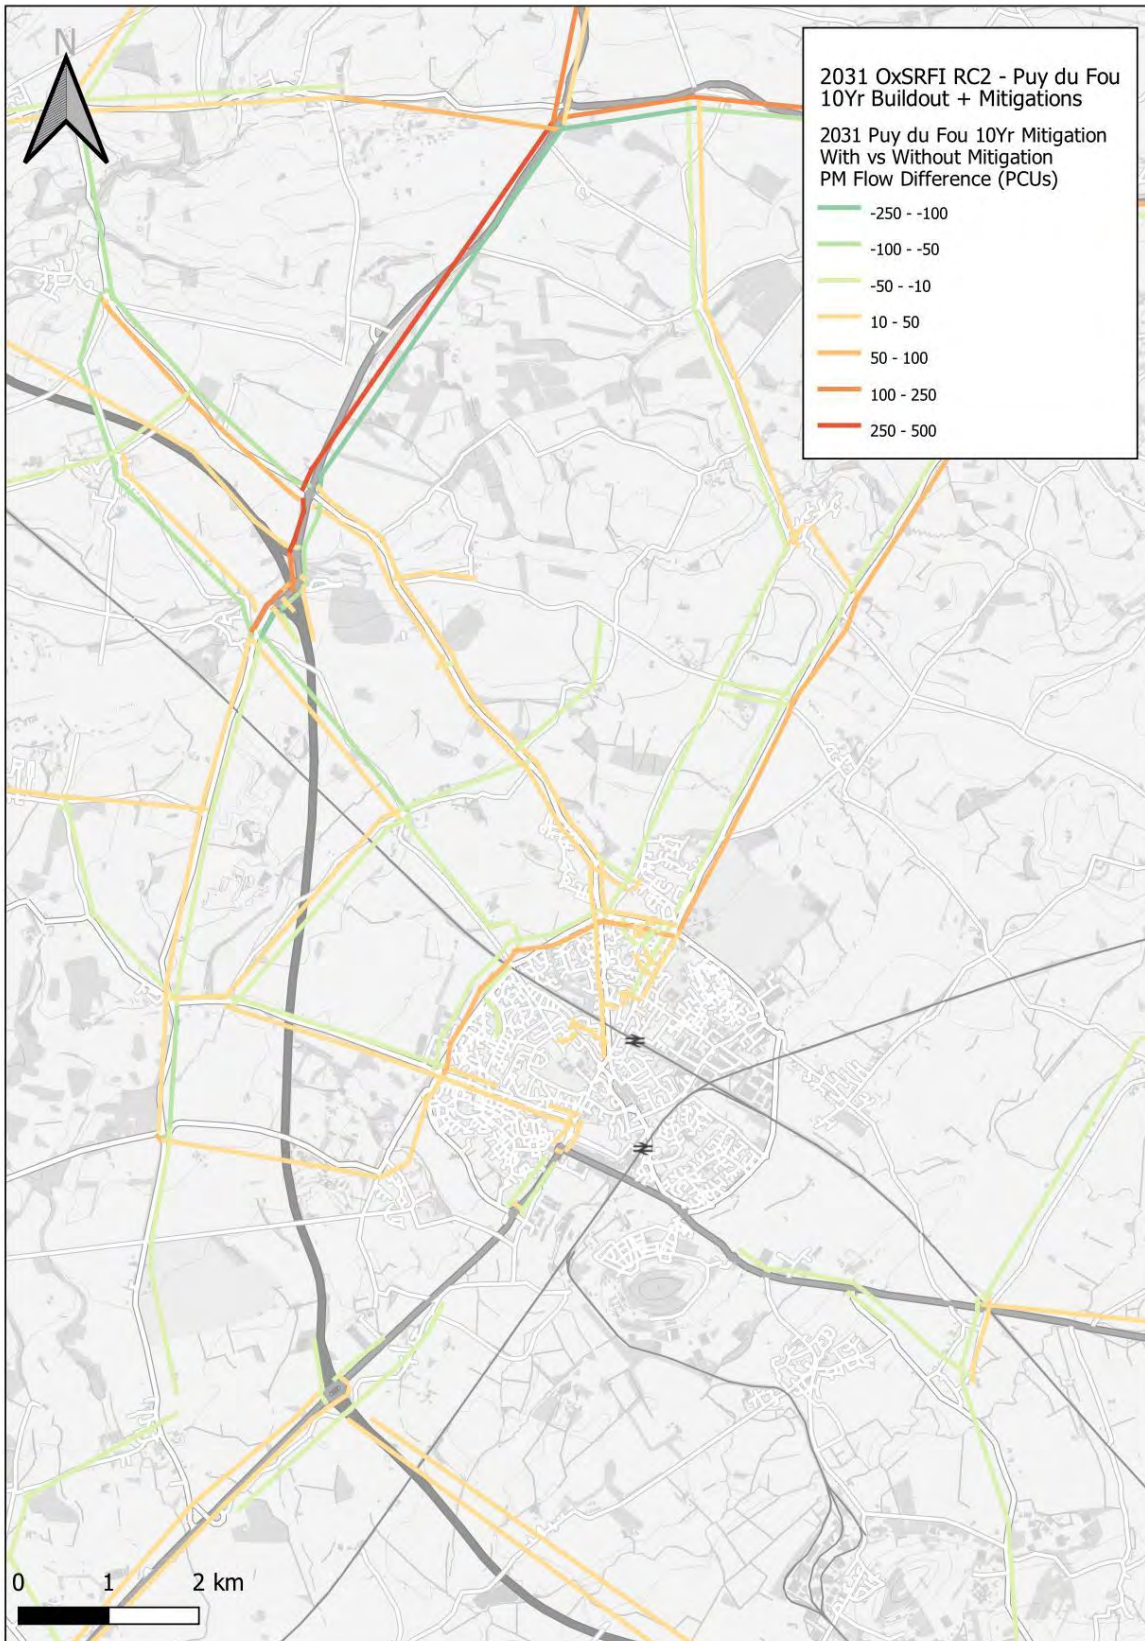 N
2031 OxSRFI RC2 - Puy du Fou
10Yr Buildout + Mitigations
2031 Puy du Fou 10Yr Mitigation
With vs Without Mitigation
PM Flow Difference (PCUs)
-250 - -100
-100 - -50
-50 - -10
10 - 50
50 - 100
100 - 250
250 - 500
0 1 2 km